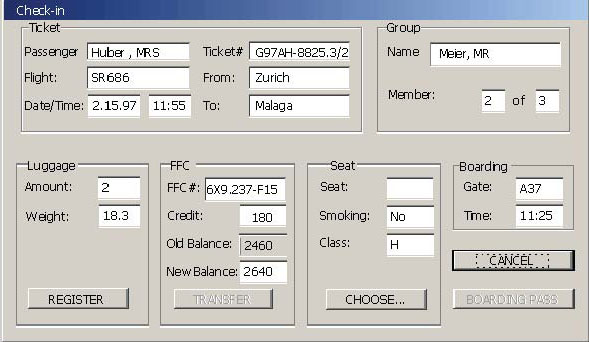 Check-in
Ticket
Passenger Huber , MRS Ticket# G97AH-8825.3/2
Flight: SR686 From: Zurich
Date/Time: 2.15.97 11:55 To: Malaga
Group
Name Meier, MR
Member: 2 of 3
Luggage
Amount: 2
Weight: 18.3
REGISTER
FFC
FFC#: 6X9.237-F15
Credit: 180
Old Balance: 2460
New Balance: 2640
TRANSFER
Seat
Seat:
Smoking: No
Class: H
CHOOSE...
Boarding
Gate: A37
Time: 11:25
CANCEL
BOARDING PASS